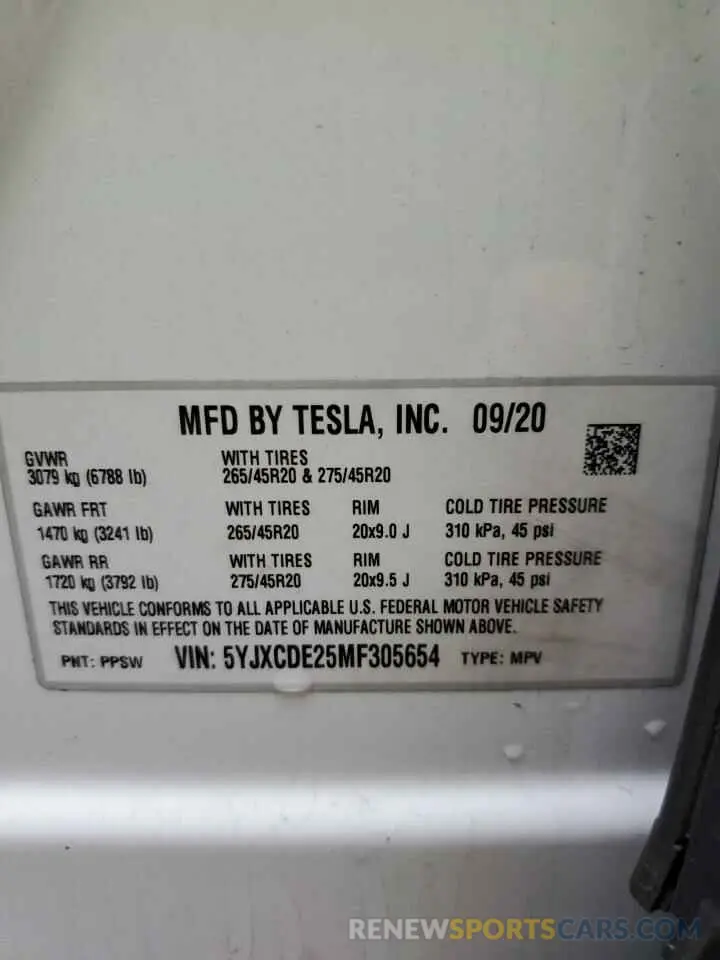 MFD BY TESLA, INC. 09/20
GVWR WITH TIRES
3079 kg (6788 lb) 265/45R20 & 275/45R20
GAWR FRT WITH TIRES RIM COLD TIRE PRESSURE
1470 kg (3241 lb) 265/45R20 20x9.0 J 310 kPa, 45 psi
GAWR RR WITH TIRES RIM COLD TIRE PRESSURE
1720 kg (3792 lb) 275/45R20 20x9.5 J 310 kPa, 45 psi
THIS VEHICLE CONFORMS TO ALL APPLICABLE U.S. FEDERAL MOTOR VEHICLE SAFETY
STANDARDS IN EFFECT ON THE DATE OF MANUFACTURE SHOWN ABOVE.
PNT: PPSW VIN: 5YJXCDE25MF305654 TYPE: MPV
RENEWSPORTSCARS.COM